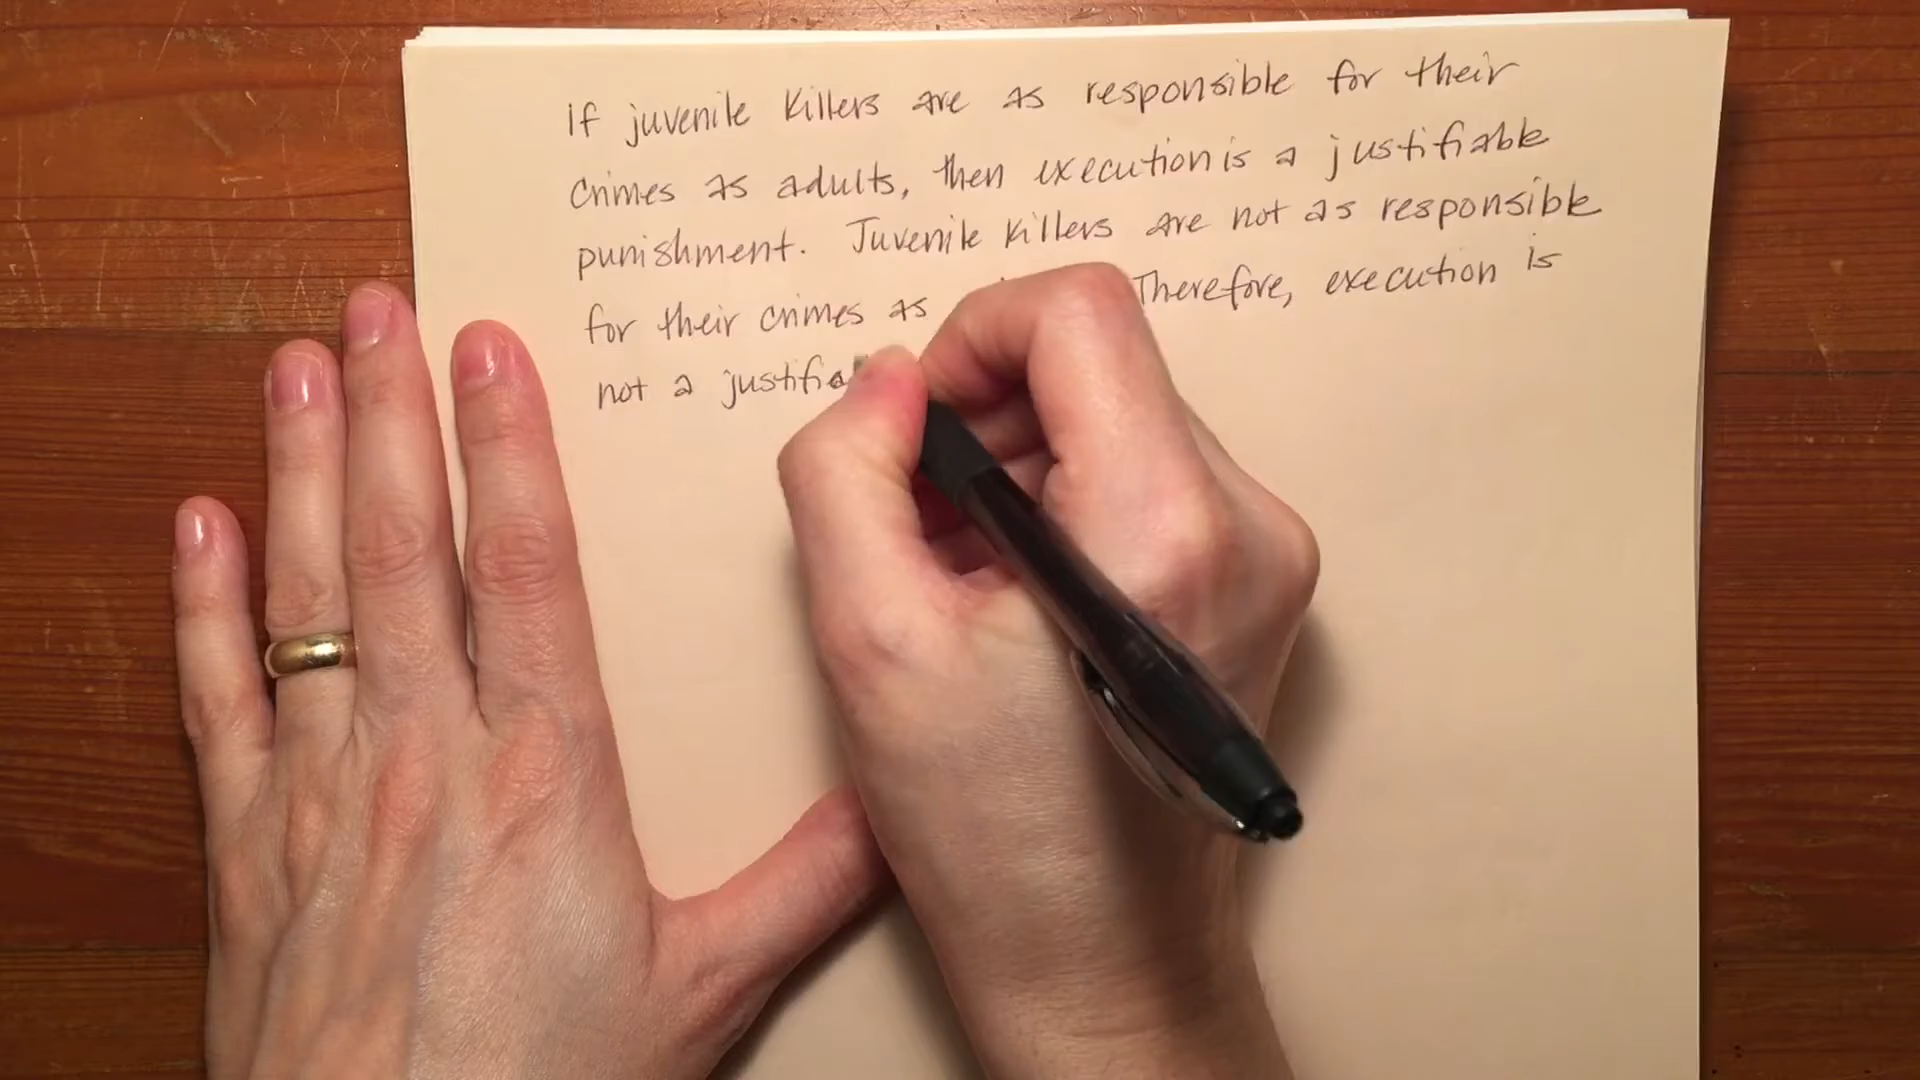 If juvenile killers are as responsible for their
crimes as adults, then execution is a justifiable
punishment. Juvenile killers are not as responsible
for their crimes as Therefore, execution is
not a